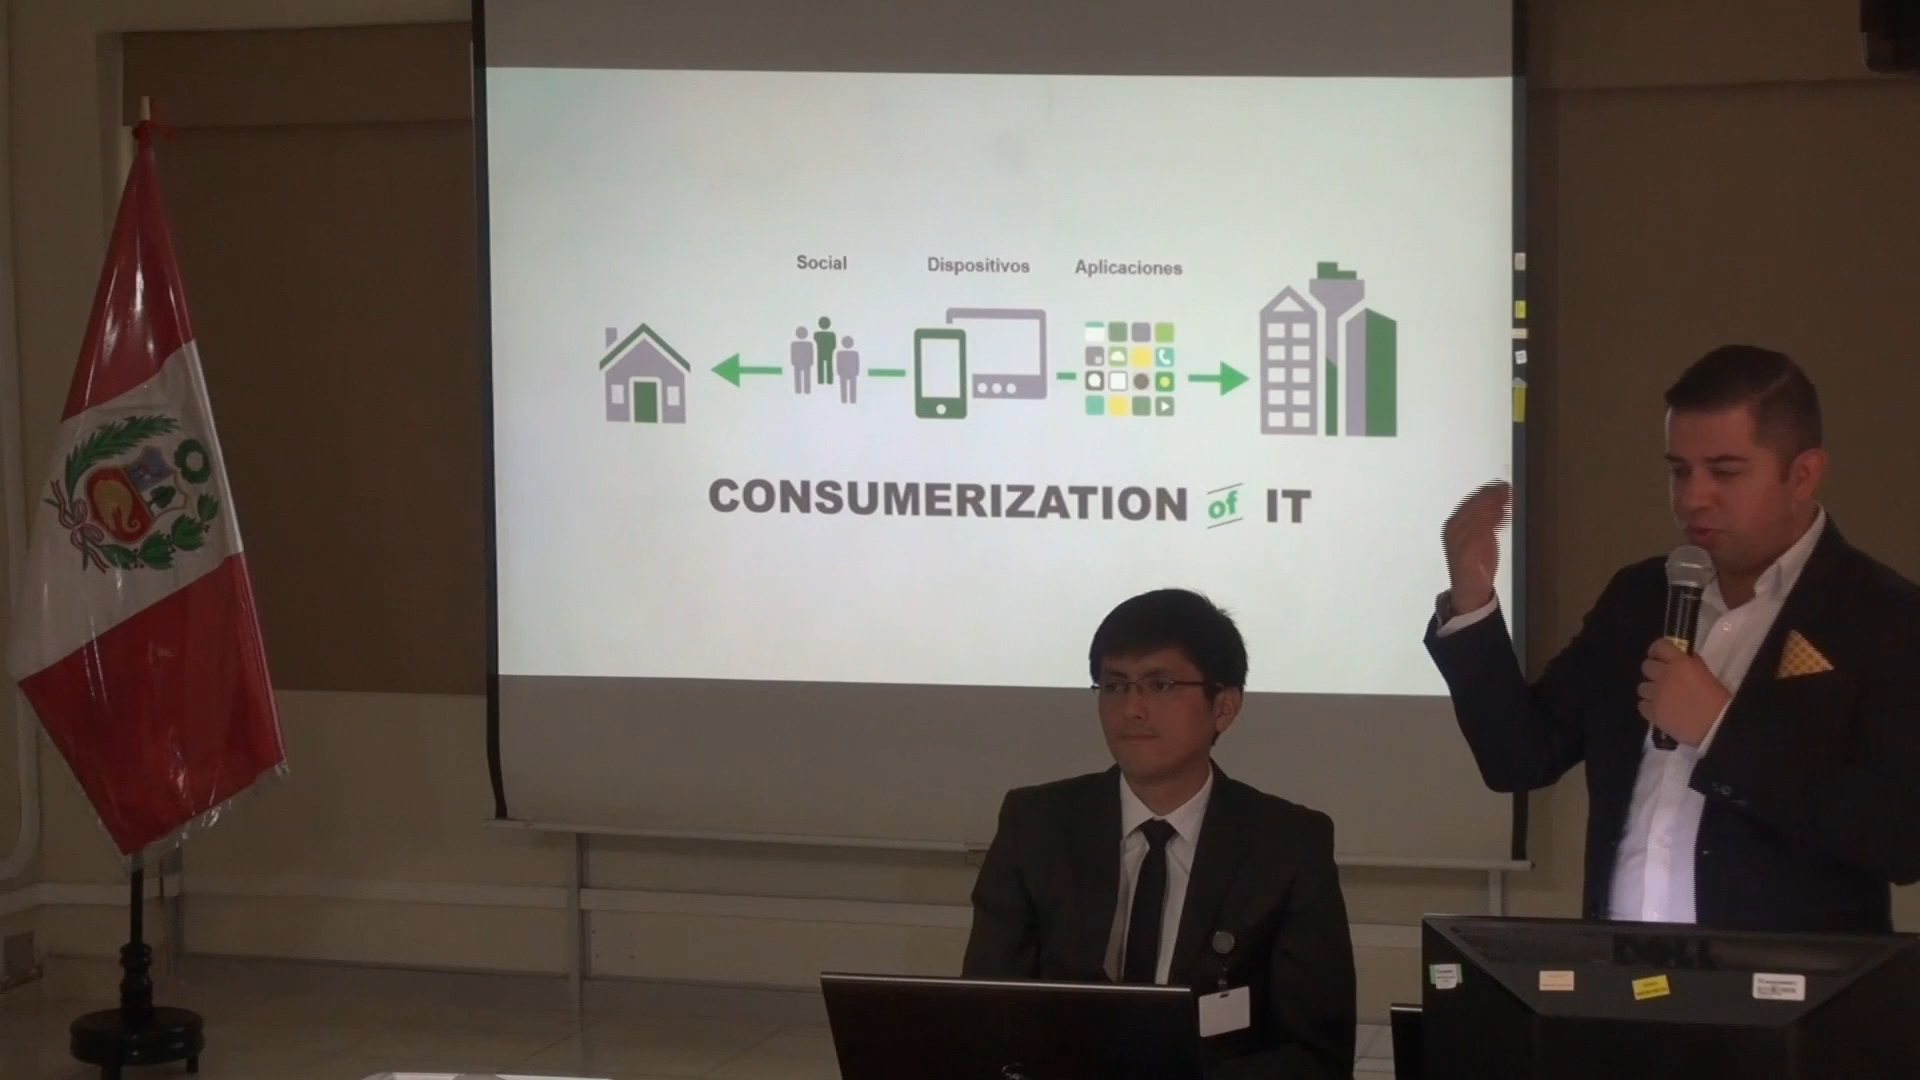 Social
Dispositivos
Aplicaciones
CONSUMERIZATION of IT